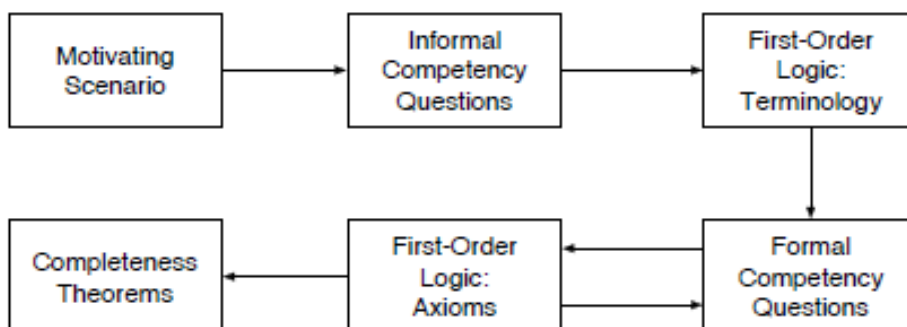 Motivating
Scenario
Informal
Competency
Questions
First-Order
Logic:
Terminology
Completeness
Theorems
First-Order
Logic:
Axioms
Formal
Competency
Questions